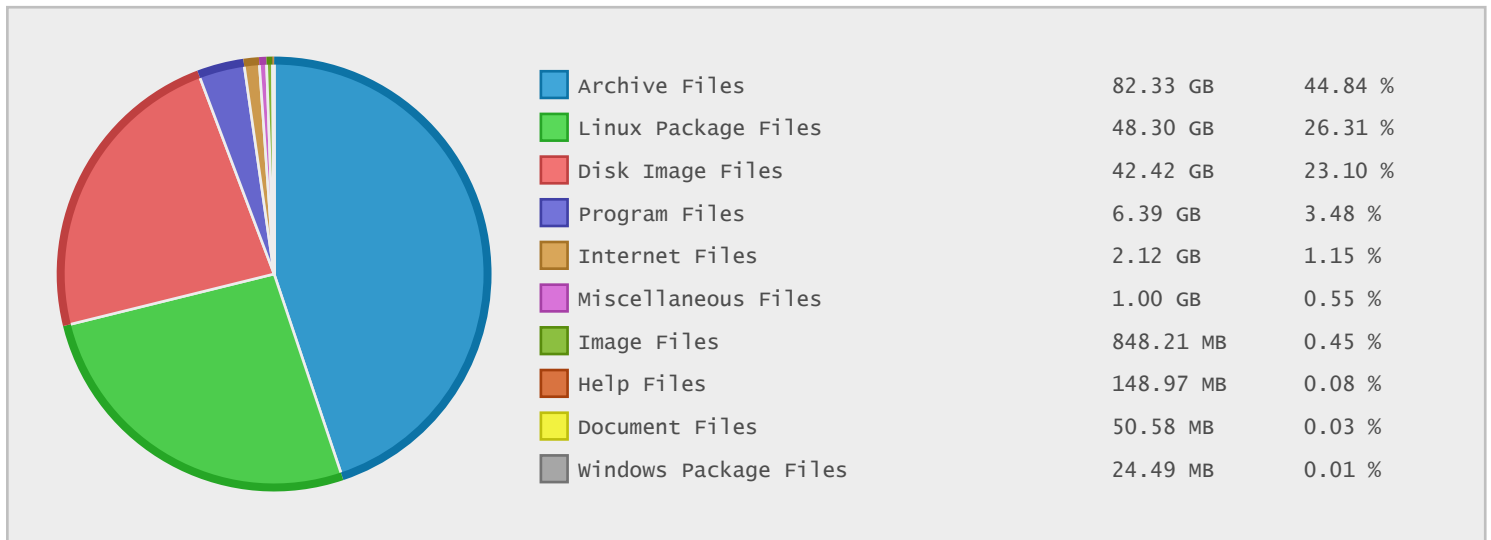 Archive Files 82.33 GB 44.84 %
Linux Package Files 48.30 GB 26.31 %
Disk Image Files 42.42 GB 23.10 %
Program Files 6.39 GB 3.48 %
Internet Files 2.12 GB 1.15 %
Miscellaneous Files 1.00 GB 0.55 %
Image Files 848.21 MB 0.45 %
Help Files 148.97 MB 0.08 %
Document Files 50.58 MB 0.03 %
Windows Package Files 24.49 MB 0.01 %